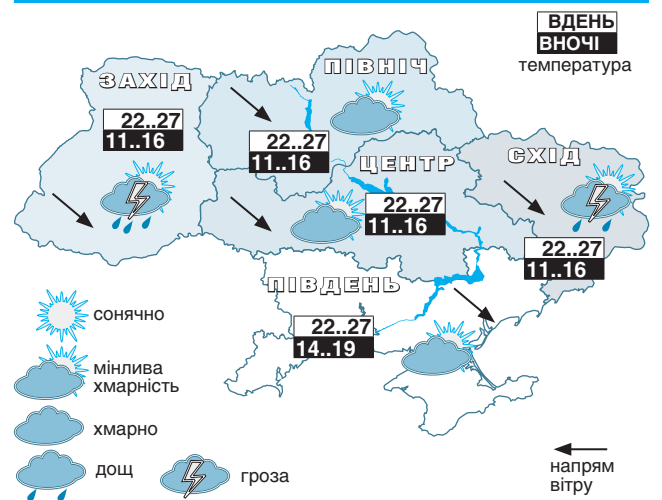 ВДЕНЬ
ВНОЧІ
температура
ЗАХІД
22..27
11..16
ПІВНІЧ
22..27
11..16
ЦЕНТР
22..27
11..16
СХІД
22..27
11..16
ПІВДЕНЬ
22..27
14..19
сонячно
мінлива
хмарність
хмарно
дощ
гроза
напрям
вітру